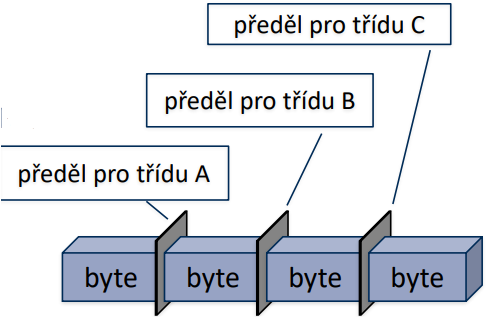 předěl pro třídu C
předěl pro třídu B
předěl pro třídu A
byte byte byte byte